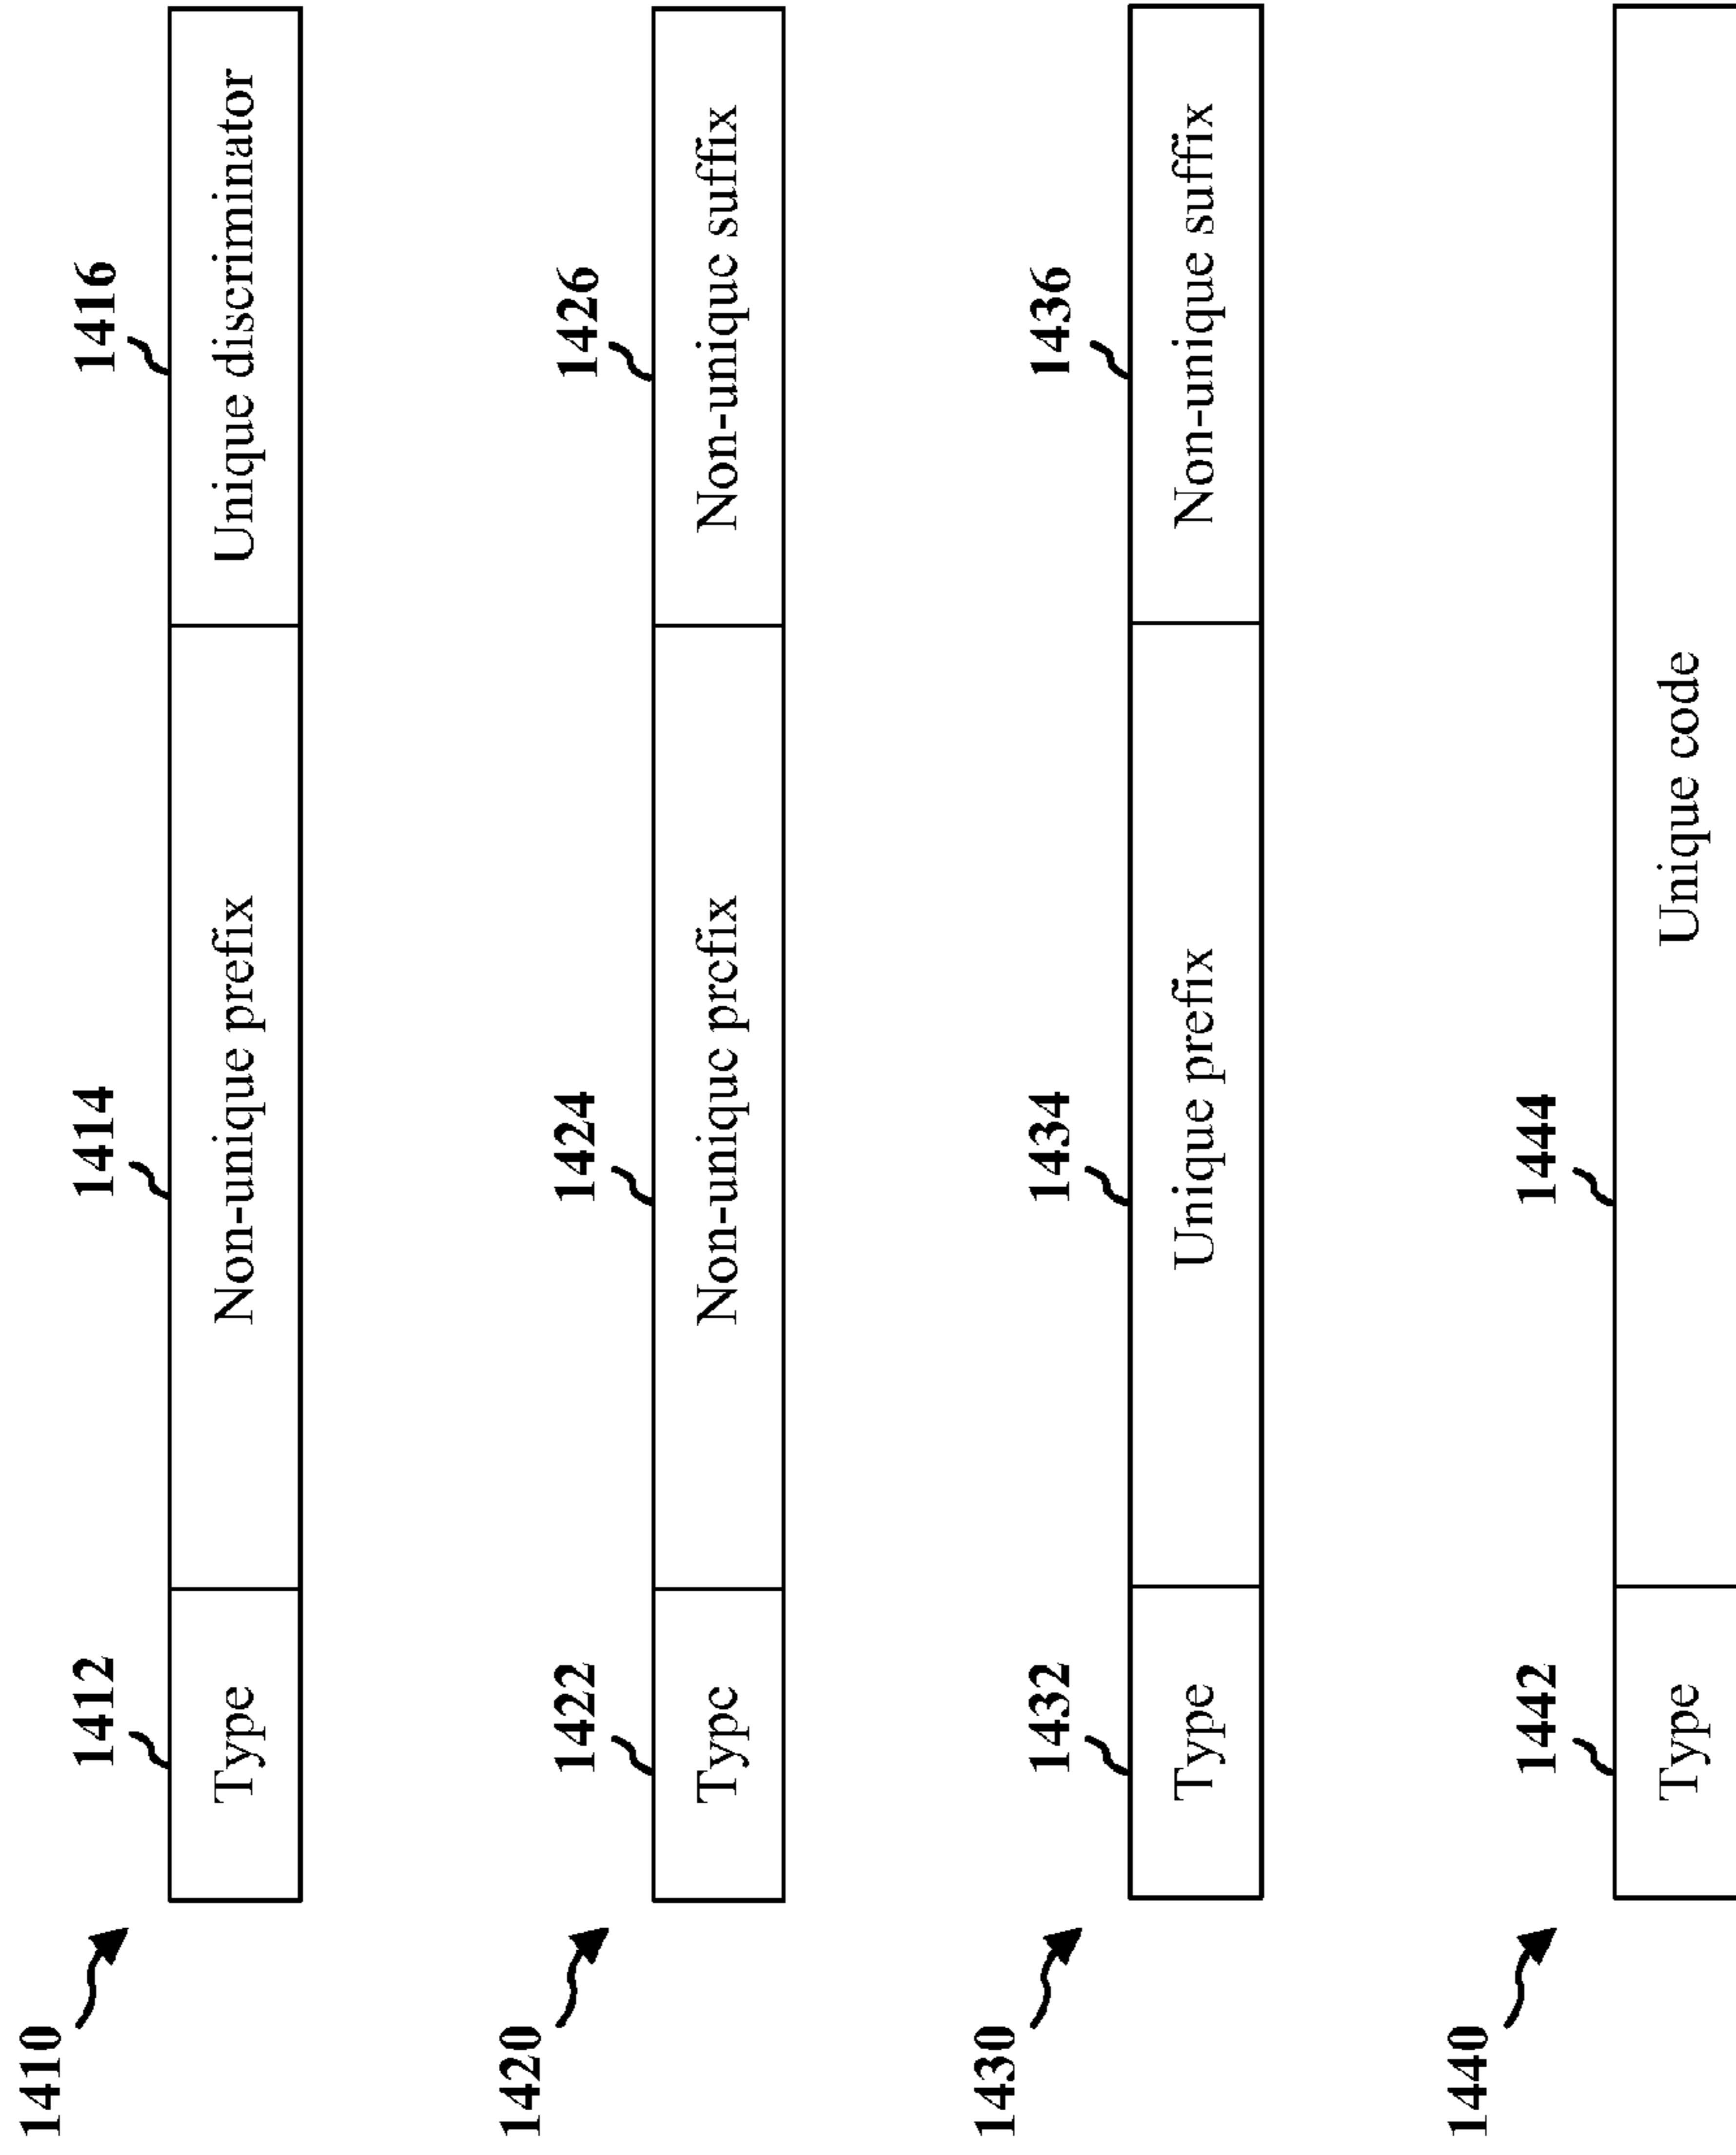 1410
1412
1414
1416
Type
Non-unique prefix
Unique discriminator
1420
1422
1424
1426
Type
Non-unique prefix
Non-unique suffix
1430
1432
1434
1436
Type
Unique prefix
Non-unique suffix
1440
1442
1444
Type
Unique code